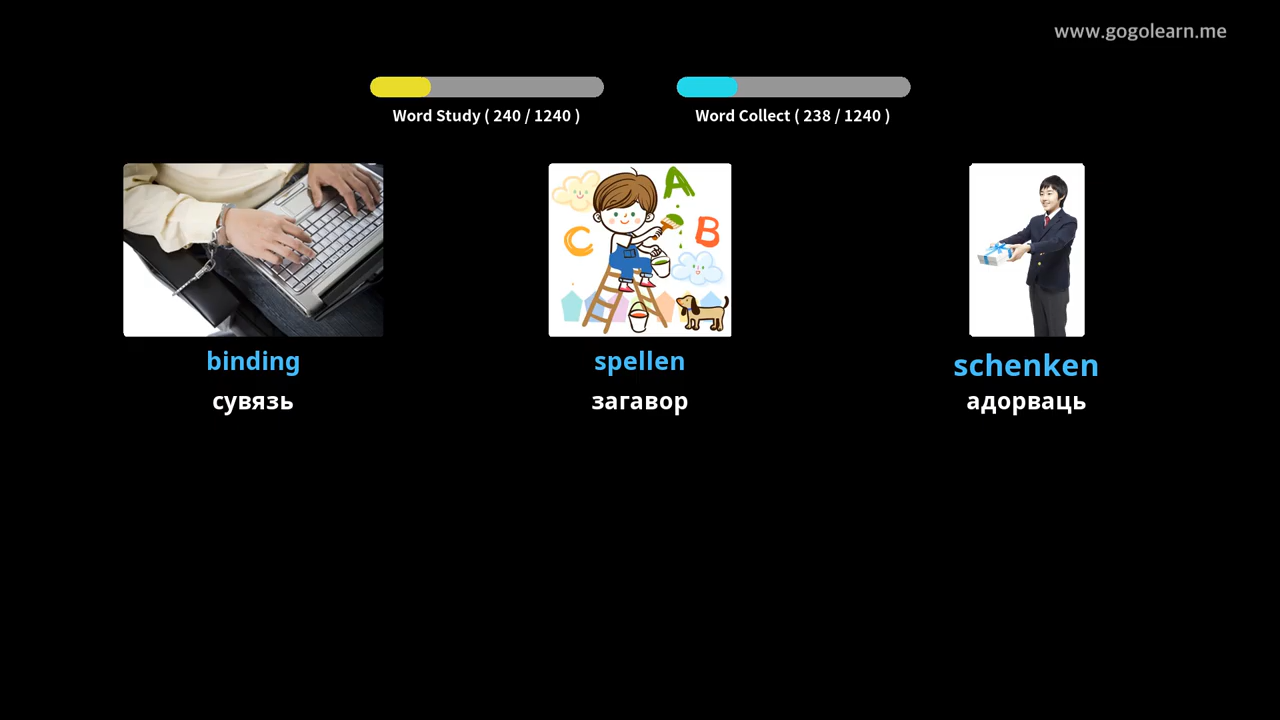 www.gogolearn.me
Word Study ( 240 / 1240 )
Word Collect ( 238 / 1240 )
A
B
C
binding
spellen
schenken
сувязь
загавор
адорваць